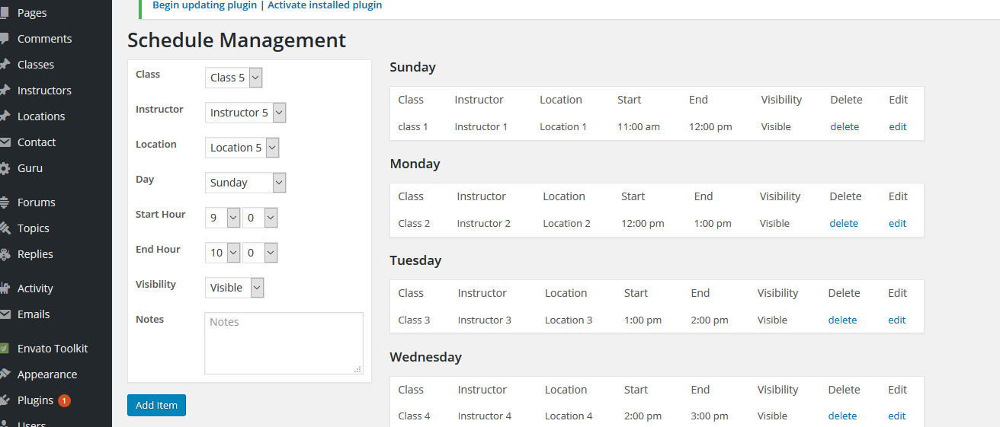 Begin updating plugin | Activate installed plugin
Pages
Comments
Classes
Instructors
Locations
Contact
Guru
Forums
Topics
Replies
Activity
Emails
Envato Toolkit
Appearance
Plugins 1
Users
Schedule Management
Class Class 5
Instructor Instructor 5
Location Location 5
Day Sunday
Start Hour 9 0
End Hour 10 0
Visibility Visible
Notes Notes
Add Item
Sunday
Class Instructor Location Start End Visibility Delete Edit
class 1 Instructor 1 Location 1 11:00 am 12:00 pm Visible delete edit
Monday
Class Instructor Location Start End Visibility Delete Edit
Class 2 Instructor 2 Location 2 12:00 pm 1:00 pm Visible delete edit
Tuesday
Class Instructor Location Start End Visibility Delete Edit
Class 3 Instructor 3 Location 3 1:00 pm 2:00 pm Visible delete edit
Wednesday
Class Instructor Location Start End Visibility Delete Edit
Class 4 Instructor 4 Location 4 2:00 pm 3:00 pm Visible delete edit